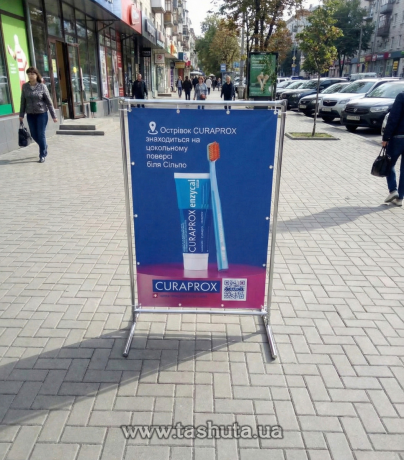 Острівок CURAPROX
знаходиться на
цокольному
поверсі
біля Сільпо
CURAPROX enzycal
CURAPROX
www.tashuta.ua